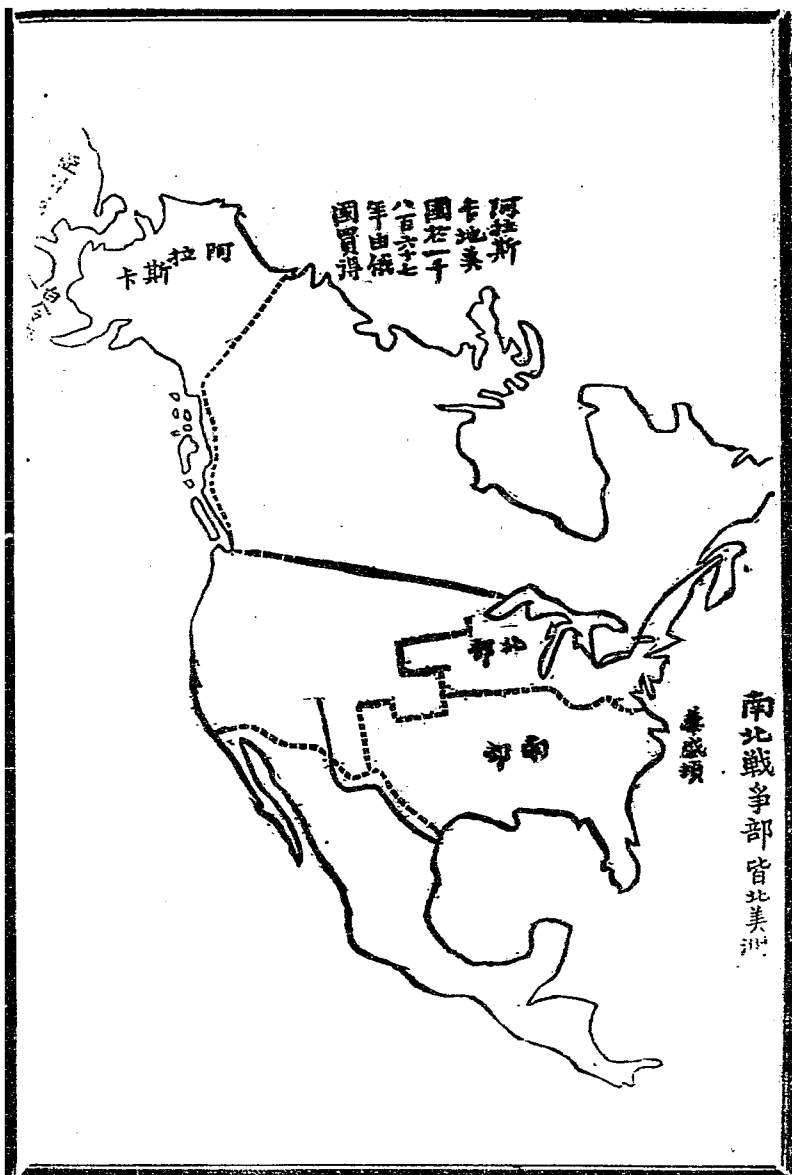 南北戦爭部 皆北美洲
華盛頓
阿拉斯
卡地美
國於一千
八百六十七
年由俄
國買得
阿拉斯卡
北部
南部